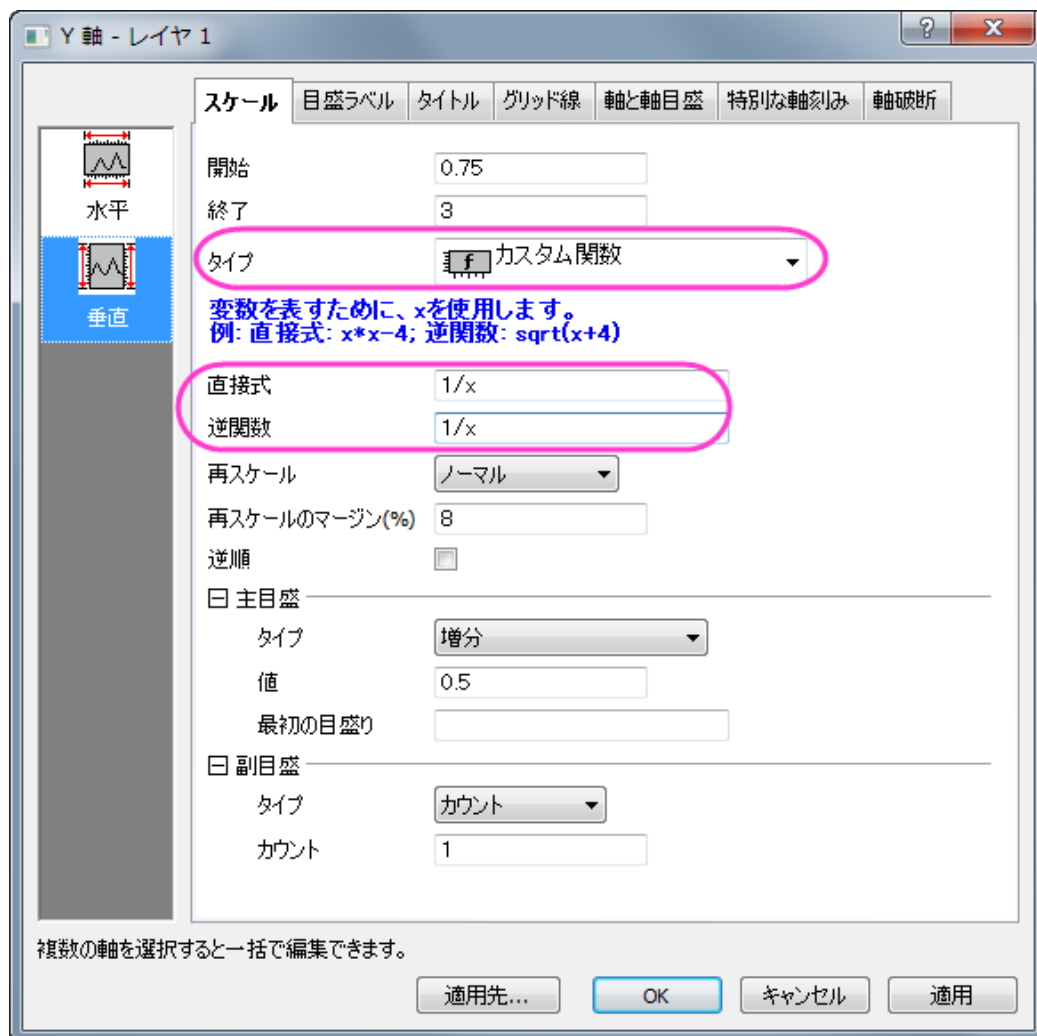 Y 軸 - レイヤ 1
スケール 目盛ラベル タイトル グリッド線 軸と軸目盛 特別な軸刻み 軸破断
水平
垂直
開始 0.75
終了 3
タイプ f カスタム関数
変数を表すために、xを使用します。
例: 直接式: x*x-4; 逆関数: sqrt(x+4)
直接式 1/x
逆関数 1/x
再スケール ノーマル
再スケールのマージン(%) 8
逆順
主目盛
タイプ 増分
値 0.5
最初の目盛り
副目盛
タイプ カウント
カウント 1
複数の軸を選択すると一括で編集できます。
適用先... OK キャンセル 適用